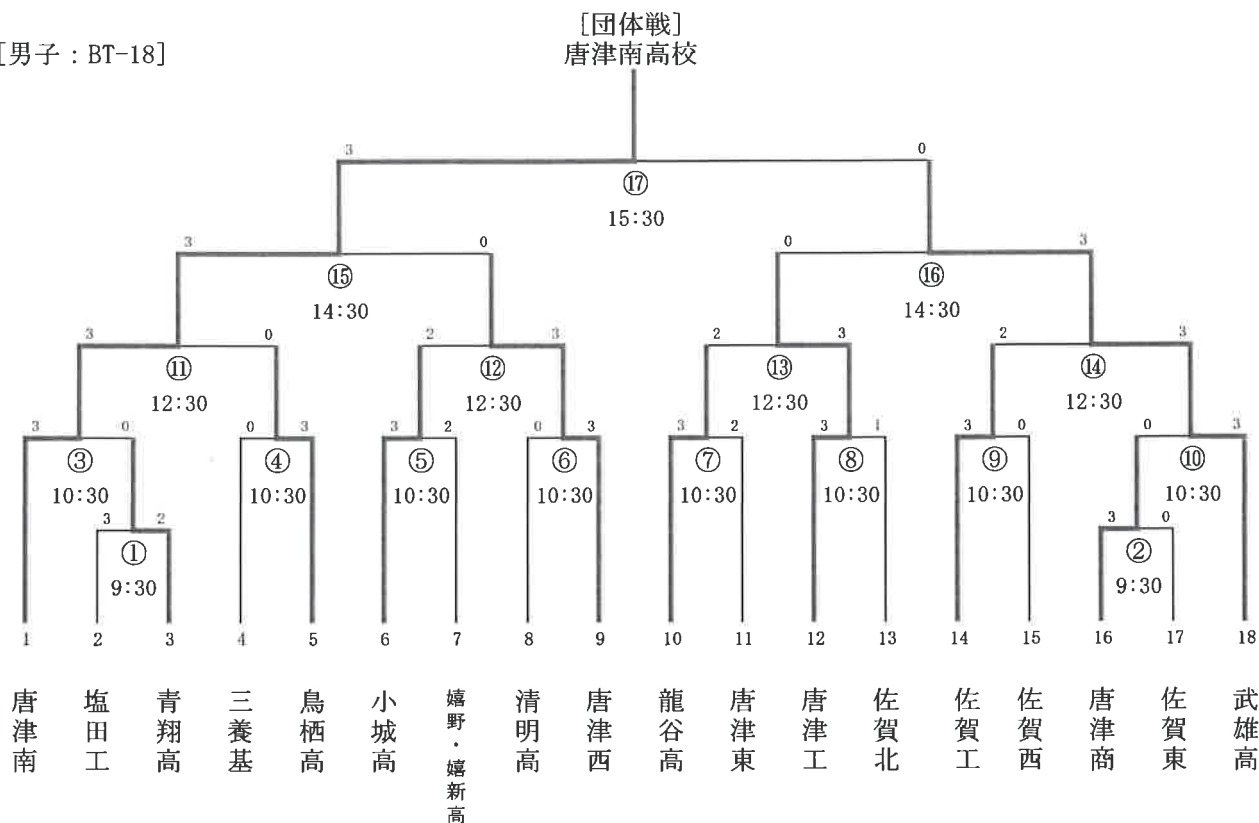 [団体戦]
[男子：BT-18]
唐津南高校
3 0
⑰
15:30
3 0 0 3
⑮ ⑯
14:30 14:30
3 0 2 3 2 3 2 3
⑪ ⑫ ⑬ ⑭
12:30 12:30 12:30 12:30
3 0 0 3 3 2 0 3 3 2 3 1 3 0 0 3
③ ④ ⑤ ⑥ ⑦ ⑧ ⑨ ⑩
10:30 10:30 10:30 10:30 10:30 10:30 10:30 10:30
3 2 3 0
① ②
9:30 9:30
1 2 3 4 5 6 7 8 9 10 11 12 13 14 15 16 17 18
唐津南
塩田工
青翔高
三養基
鳥栖高
小城高
嬉野・嬉新高
清明高
唐津西
龍谷高
唐津東
唐津工
佐賀北
佐賀工
佐賀西
唐津商
佐賀東
武雄高